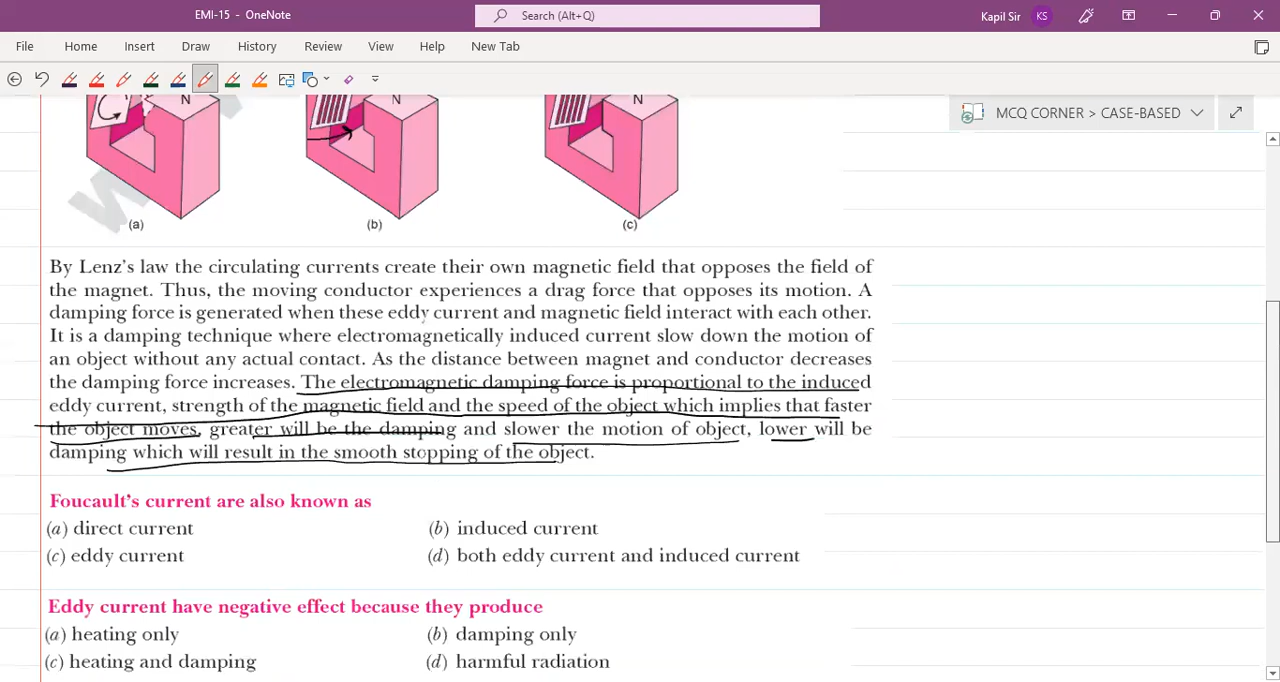 EMI-15 - OneNote
Search (Alt+Q)
Kapil Sir KS
File Home Insert Draw History Review View Help New Tab
MCQ CORNER > CASE-BASED
N N N
W
(a) (b) (c)
By Lenz's law the circulating currents create their own magnetic field that opposes the field of
the magnet. Thus, the moving conductor experiences a drag force that opposes its motion. A
damping force is generated when these eddy current and magnetic field interact with each other.
It is a damping technique where electromagnetically induced current slow down the motion of
an object without any actual contact. As the distance between magnet and conductor decreases
the damping force increases. The electromagnetic damping force is proportional to the induced
eddy current, strength of the magnetic field and the speed of the object which implies that faster
the object moves, greater will be the damping and slower the motion of object, lower will be
damping which will result in the smooth stopping of the object.
Foucault's current are also known as
(a) direct current (b) induced current
(c) eddy current (d) both eddy current and induced current
Eddy current have negative effect because they produce
(a) heating only (b) damping only
(c) heating and damping (d) harmful radiation